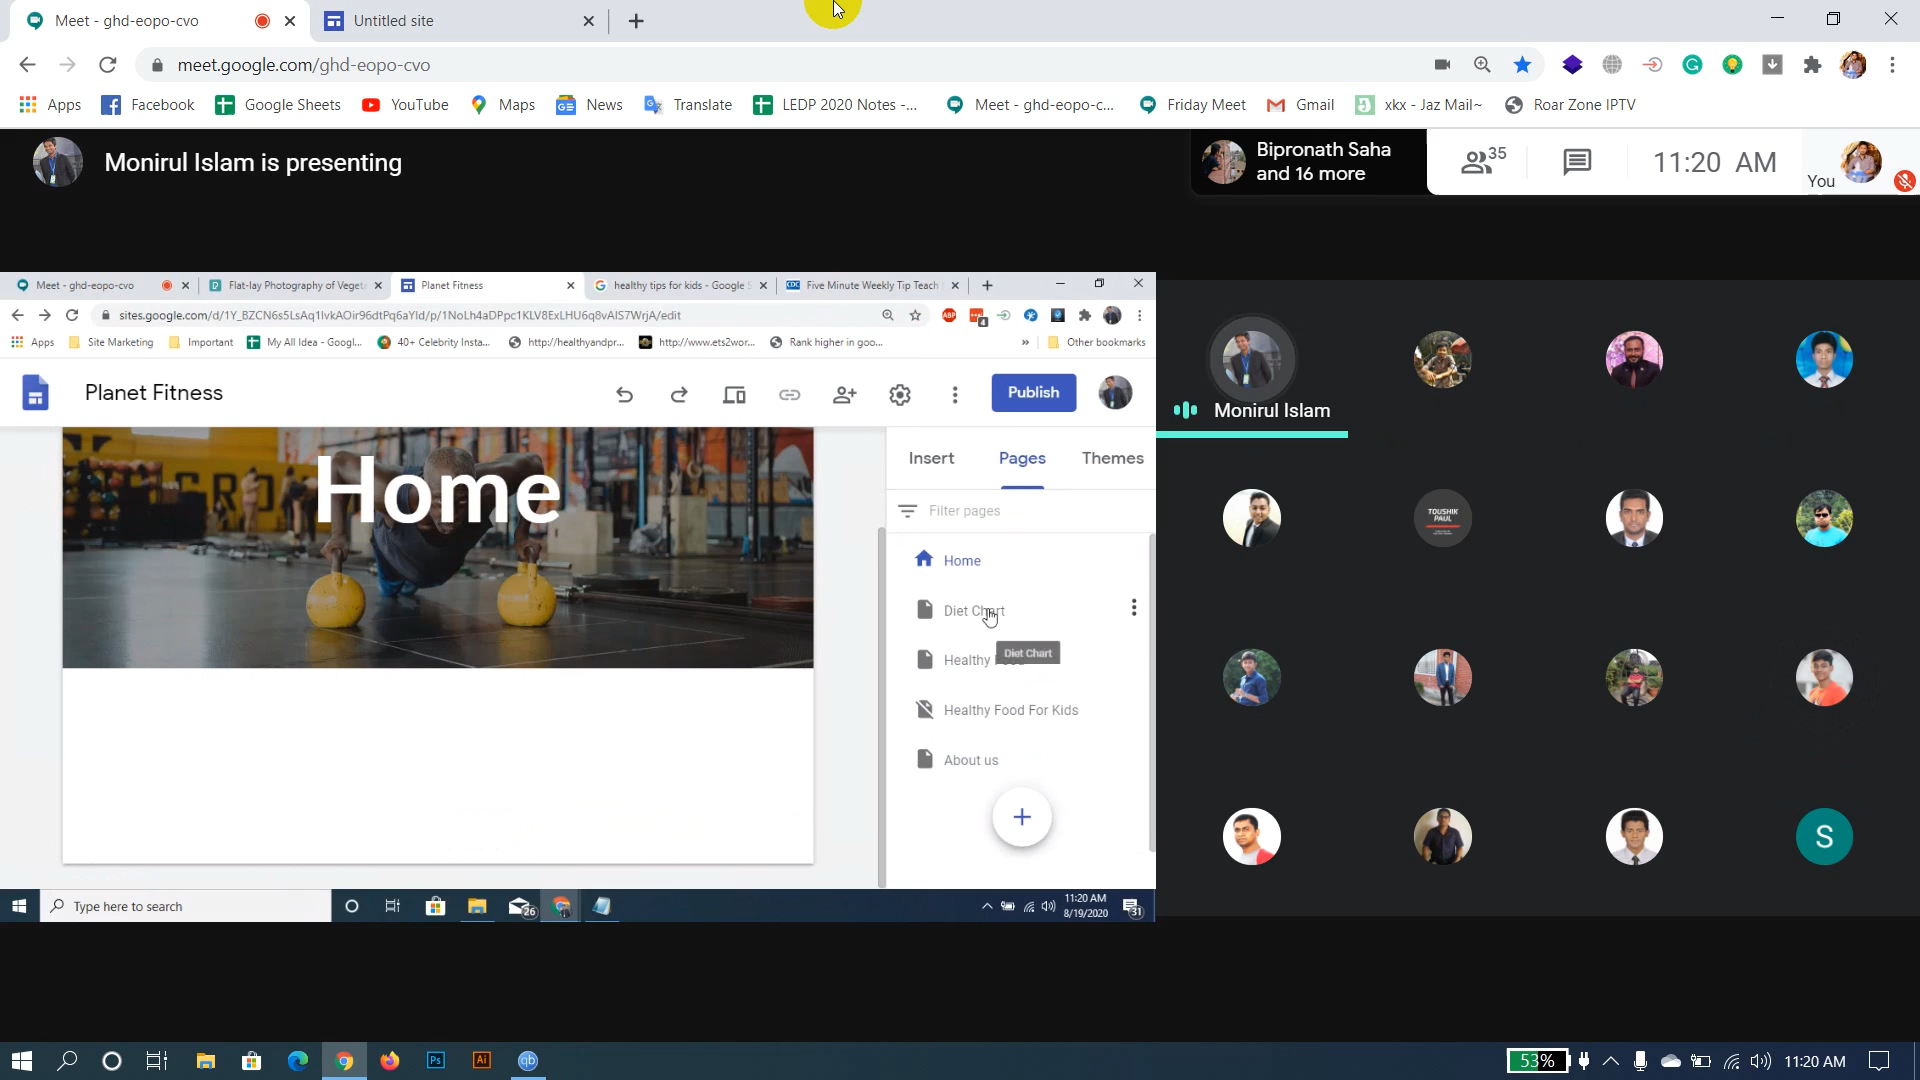 Meet - ghd-eopo-cvo
Untitled site
meet.google.com/ghd-eopo-cvo
Apps
Facebook
Google Sheets
YouTube
Maps
News
Translate
LEDP 2020 Notes -...
Meet - ghd-eopo-c...
Friday Meet
Gmail
xkx - Jaz Mail~
Roar Zone IPTV
Monirul Islam is presenting
Bipronath Saha
and 16 more
35
11:20 AM
You
Meet - ghd-eopo-cvo
Flat-lay Photography of Veget
Planet Fitness
healthy tips for kids - Google S
CDC
Five Minute Weekly Tip Teach
sites.google.com/d/1Y_BZCN6s5LsAq1lvkAOir96dtPq6aYld/p/1NoLh4aDPpc1KLV8ExLHU6q8vAIS7WrjA/edit
ABP
4
Apps
Site Marketing
Important
My All Idea - Googl...
40+ Celebrity Insta...
http://healthyandpr...
http://www.ets2wor...
Rank higher in goo...
»
Other bookmarks
Planet Fitness
Publish
Home
Insert
Pages
Themes
Filter pages
Home
Diet Chart
Healthy
Diet Chart
Healthy Food For Kids
About us
Monirul Islam
TOUSHIK
PAUL
S
Type here to search
26
11:20 AM
8/19/2020
31
Ps
Ai
qb
53%
11:20 AM